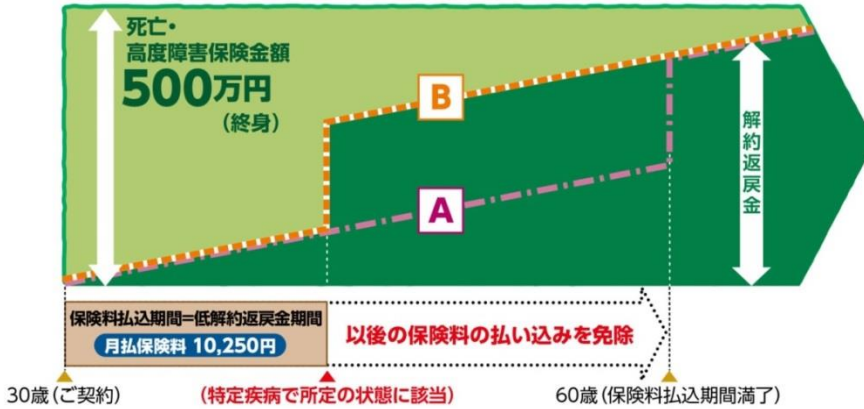 死亡・
高度障害保険金額
500万円
(終身)
B
A
解約返戻金
保険料払込期間=低解約返戻金期間
月払保険料 10,250円
以後の保険料の払い込みを免除
30歳(ご契約)
(特定疾病で所定の状態に該当)
60歳(保険料払込期間満了)